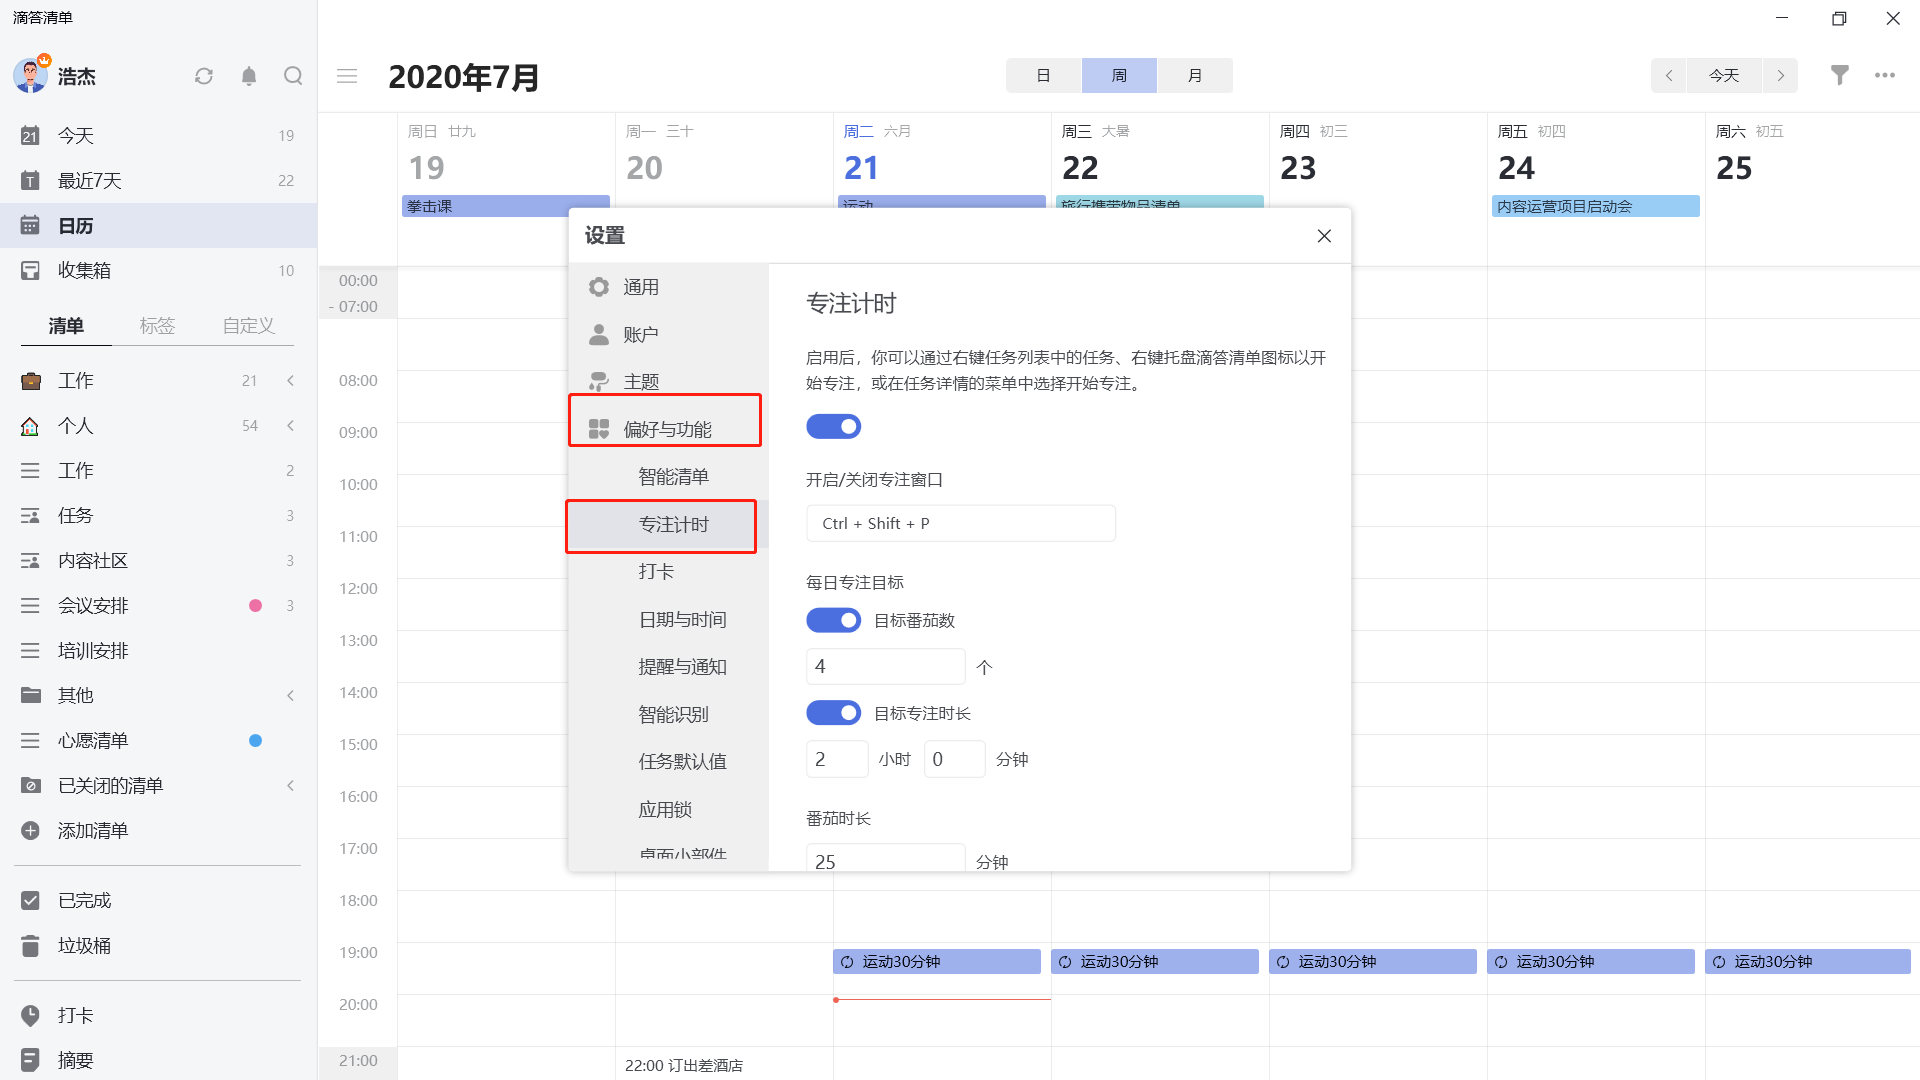 滴答清单
浩杰
今天 19
最近7天 22
日历
收集箱 10
清单 标签 自定义
工作 21
个人 54
工作 2
任务 3
内容社区 3
会议安排 3
培训安排
其他
心愿清单
已关闭的清单
添加清单
已完成
垃圾桶
打卡
摘要
2020年7月
日 周 月
今天
周日 廿九
19
周一 三十
20
周二 六月
21
周三 大暑
22
周四 初三
23
周五 初四
24
周六 初五
25
拳击课
运动
旅行携带物品清单
内容运营项目启动会
00:00
- 07:00
08:00
09:00
10:00
11:00
12:00
13:00
14:00
15:00
16:00
17:00
18:00
19:00
20:00
21:00
设置
通用
账户
主题
偏好与功能
智能清单
专注计时
打卡
日期与时间
提醒与通知
智能识别
任务默认值
应用锁
桌面小部件
专注计时
启用后，你可以通过右键任务列表中的任务、右键托盘滴答清单图标以开
始专注，或在任务详情的菜单中选择开始专注。
开启/关闭专注窗口
Ctrl + Shift + P
每日专注目标
目标番茄数
4 个
目标专注时长
2 小时 0 分钟
番茄时长
25 分钟
运动30分钟
运动30分钟
运动30分钟
运动30分钟
运动30分钟
22:00 订出差酒店